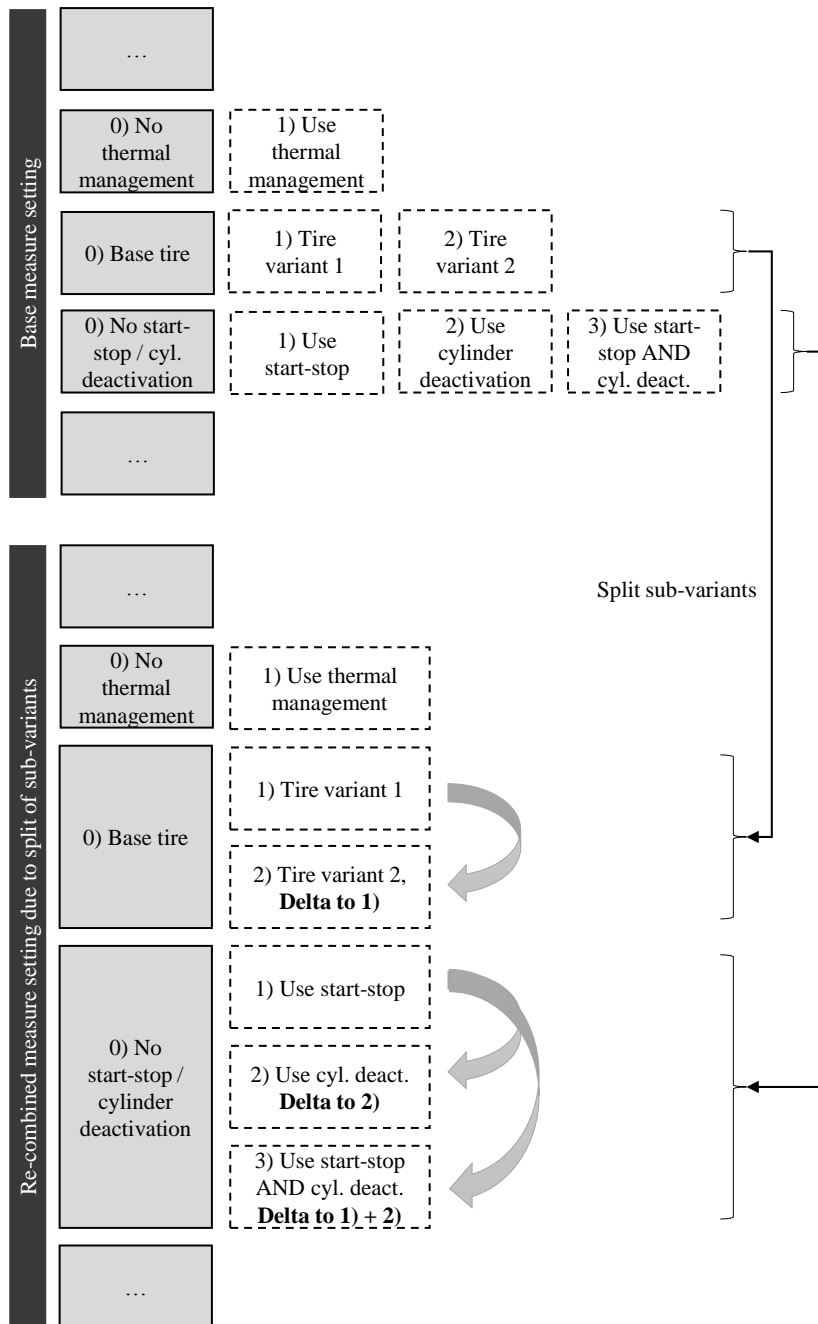 Base measure setting
…
0) No
thermal
management
1) Use
thermal
management
0) Base tire
1) Tire
variant 1
2) Tire
variant 2
0) No start-
stop / cyl.
deactivation
1) Use
start-stop
2) Use
cylinder
deactivation
3) Use start-
stop AND
cyl. deact.
…
Split sub-variants
Re-combined measure setting due to split of sub-variants
…
0) No
thermal
management
1) Use thermal
management
0) Base tire
1) Tire variant 1
2) Tire variant 2,
Delta to 1)
0) No
start-stop /
cylinder
deactivation
1) Use start-stop
2) Use cyl. deact.
Delta to 2)
3) Use start-stop
AND cyl. deact.
Delta to 1) + 2)
…